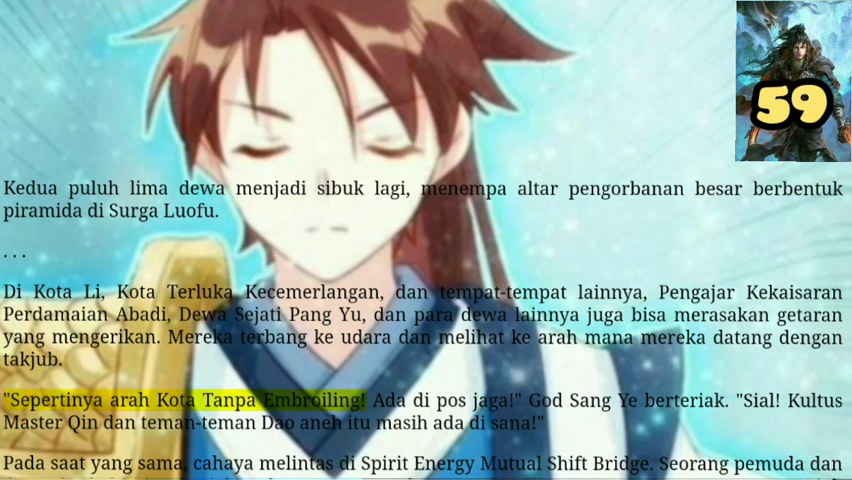 59
Kedua puluh lima dewa menjadi sibuk lagi, menempa altar pengorbanan besar berbentuk
piramida di Surga Luofu.
. . .
Di Kota Li, Kota Terluka Kecemerlangan, dan tempat-tempat lainnya, Pengajar Kekaisaran
Perdamaian Abadi, Dewa Sejati Pang Yu, dan para dewa lainnya juga bisa merasakan getaran
yang mengerikan. Mereka terbang ke udara dan melihat ke arah mana mereka datang dengan
takjub.
"Sepertinya arah Kota Tanpa Embroiling! Ada di pos jaga!" God Sang Ye berteriak. "Sial! Kultus
Master Qin dan teman-teman Dao aneh itu masih ada di sana!"
Pada saat yang sama, cahaya melintas di Spirit Energy Mutual Shift Bridge. Seorang pemuda dan